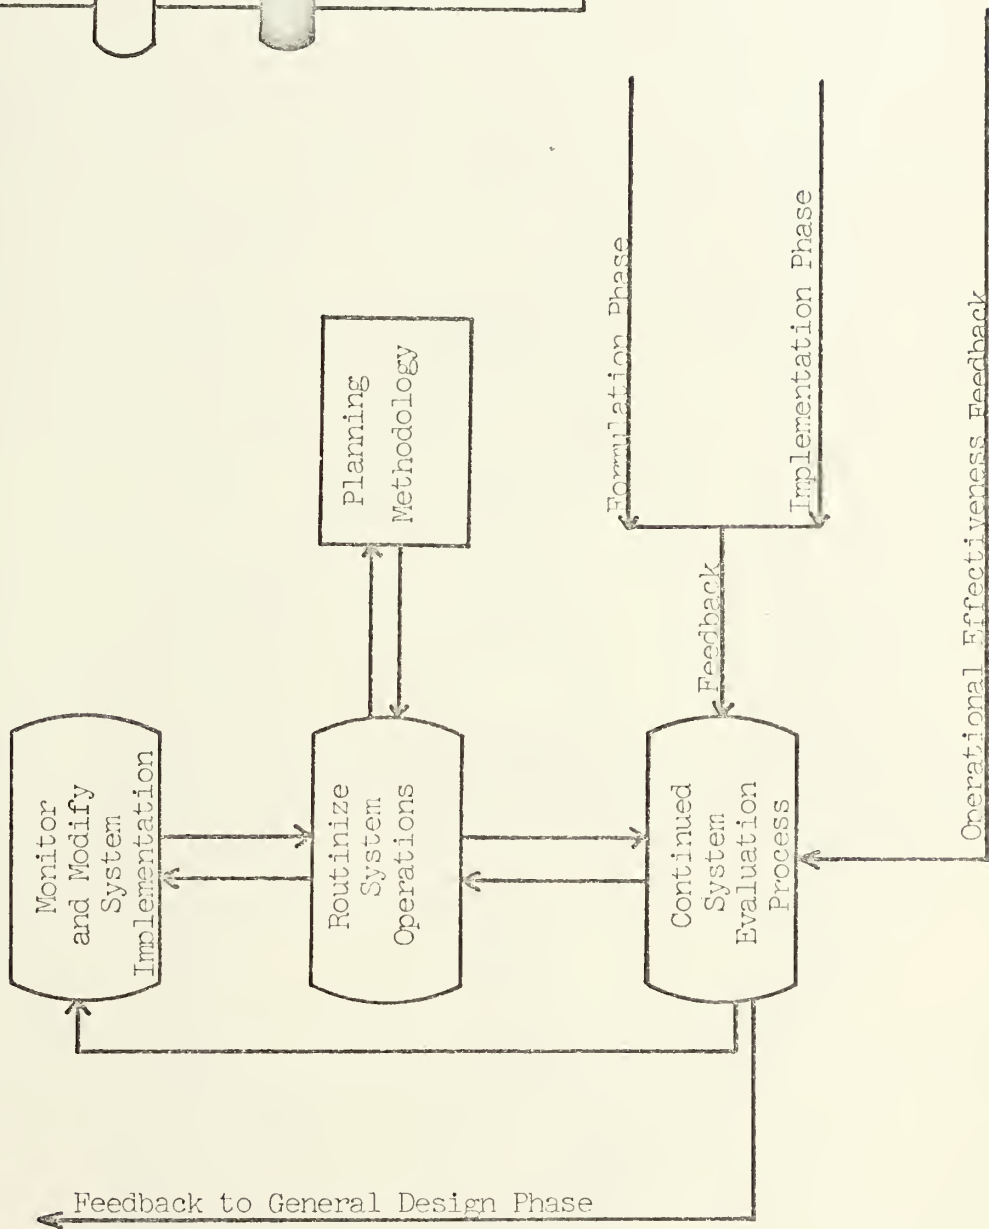 Monitor
and Modify
System
Implementation
Routinize
System
Operations
Planning
Methodology
Continued
System
Evaluation
Process
Feedback
Formulation Phase
Implementation Phase
Operational Effectiveness Feedback
Feedback to General Design Phase